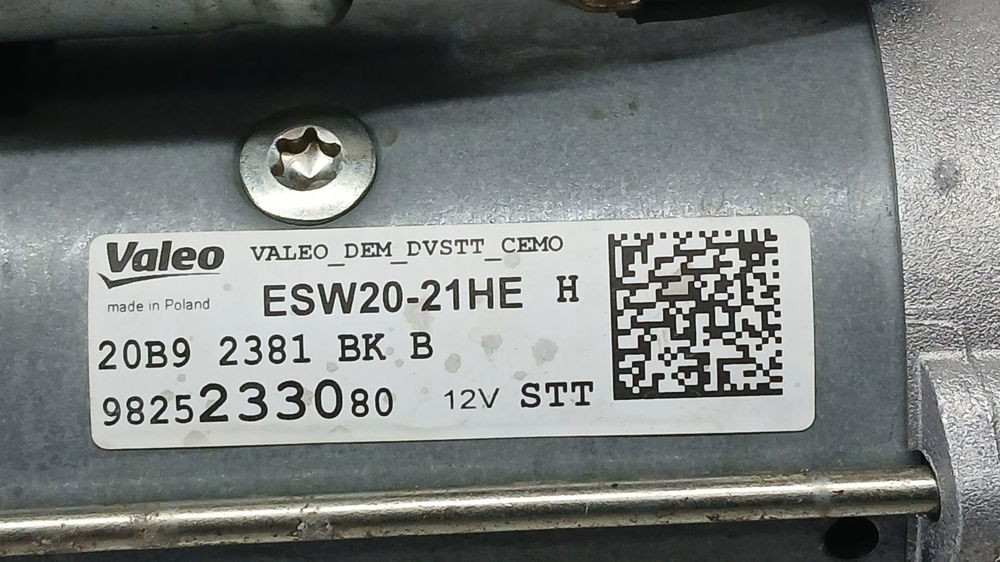 Valeo VALEO_DEM_DVSTT_CEMO
made in Poland ESW20-21HE H
20B9 2381 BK B
9825233080 12V STT